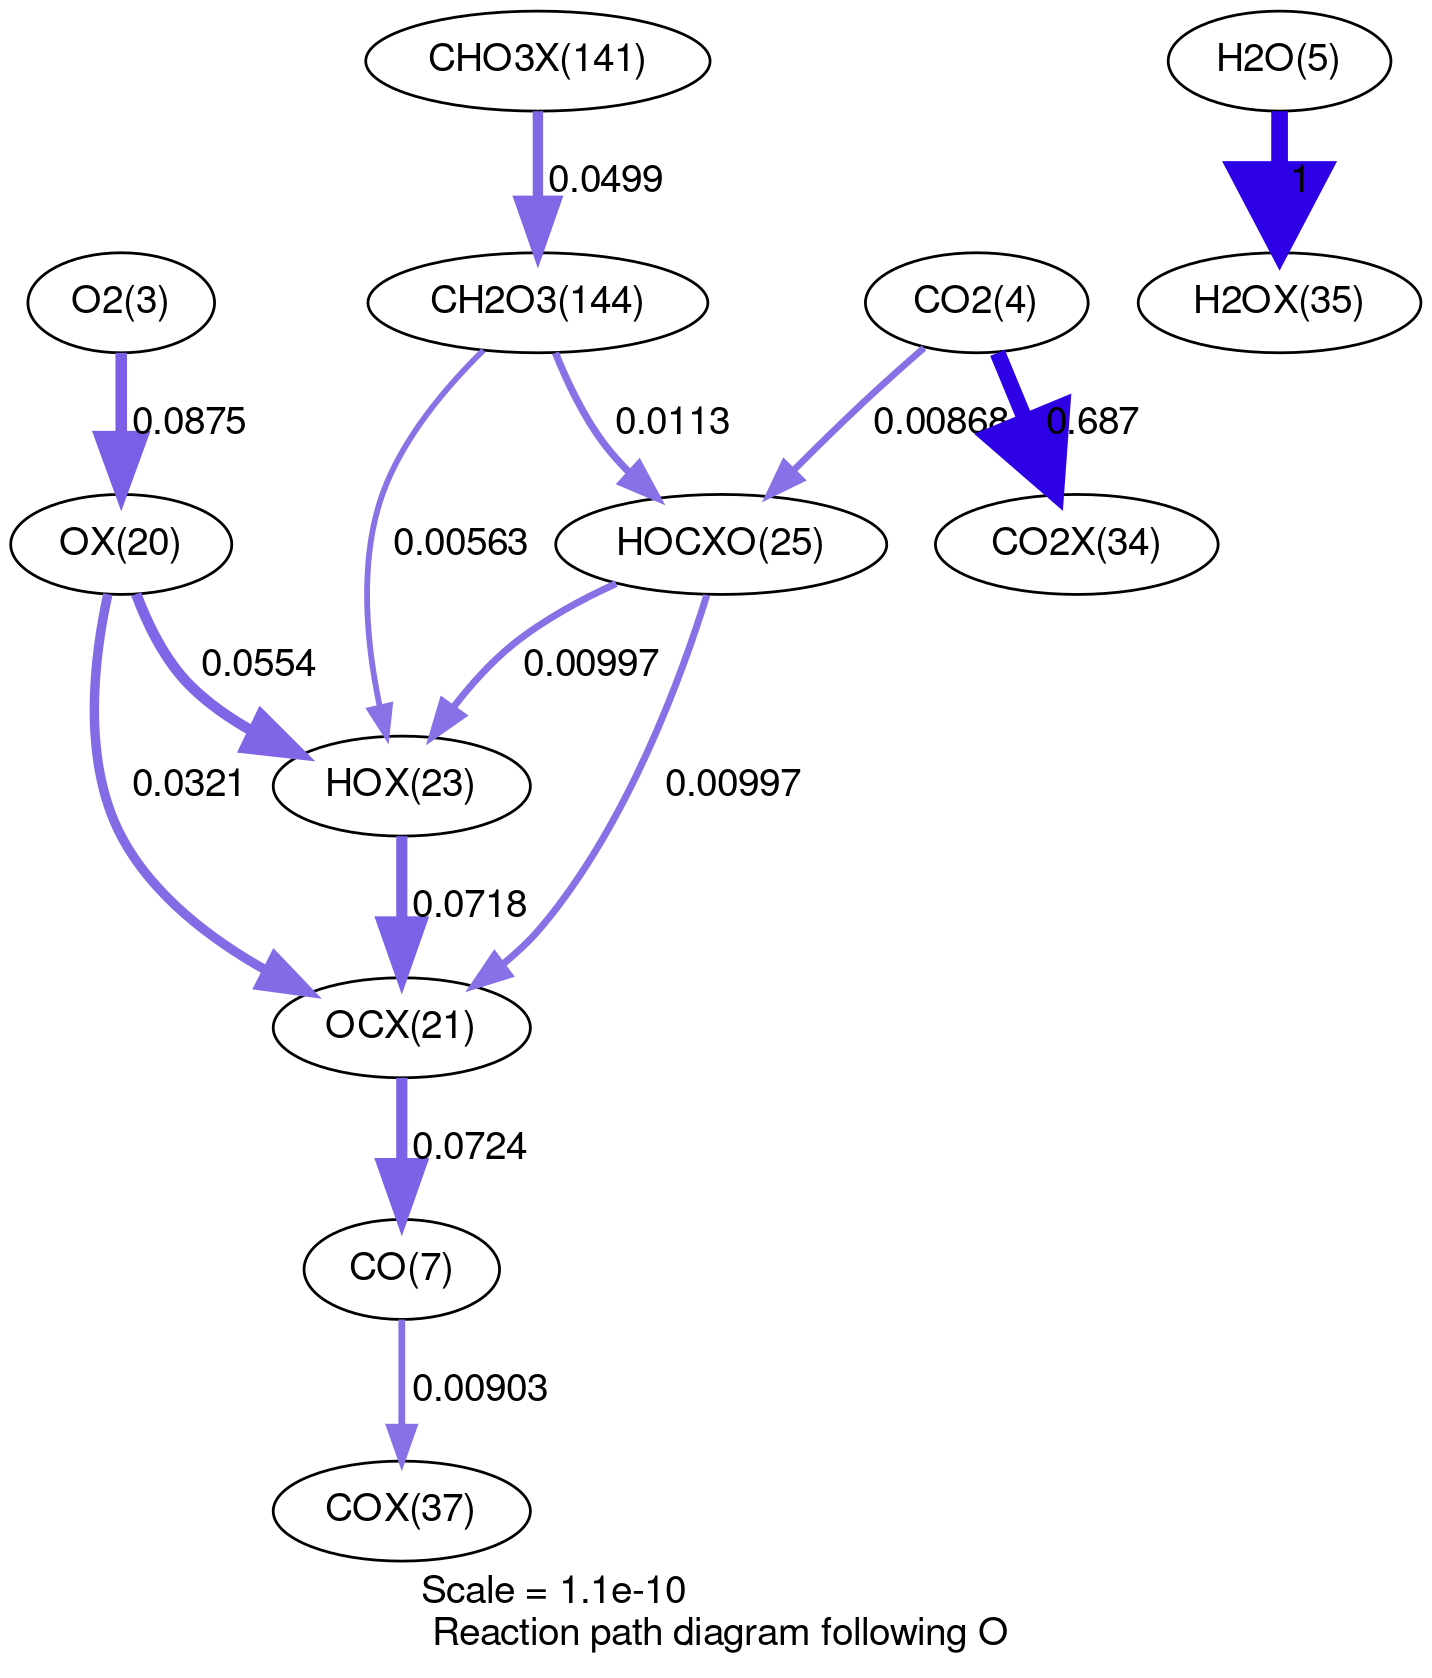 CHO3X(141)
H2O(5)
0.0499
1
O2(3)
CH2O3(144)
CO2(4)
H2OX(35)
0.0875
0.0113
0.00868
0.687
OX(20)
0.00563
HOCXO(25)
CO2X(34)
0.0554
0.00997
0.0321
HOX(23)
0.00997
0.0718
OCX(21)
0.0724
CO(7)
0.00903
COX(37)
Scale = 1.1e-10
Reaction path diagram following O